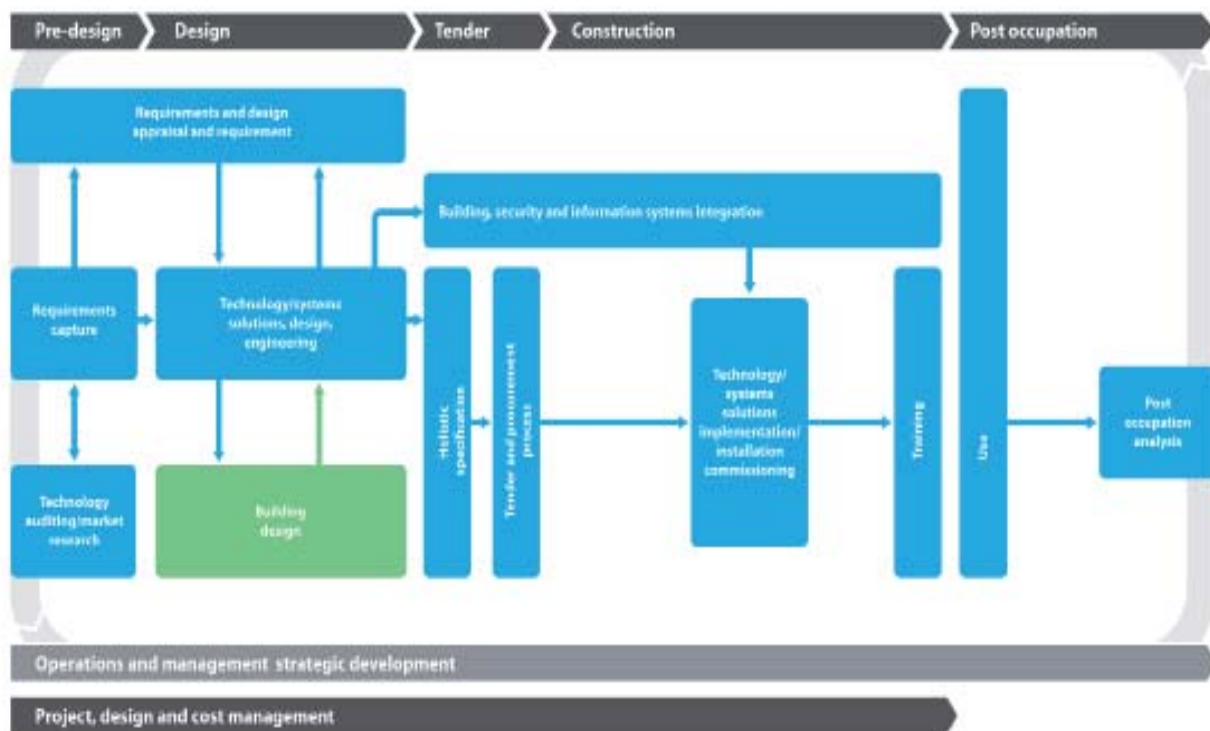 Pre-design
Design
Tender
Construction
Post occupation
Requirements and design
appraisal and requirement
Building, security and information systems integration
Requirements
capture
Technology/systems
solutions, design,
engineering
Holistic
specification
Tender and procurement
process
Technology/
systems
solutions
implementation/
installation
commissioning
Training
Use
Post
occupation
analysis
Technology
auditing/market
research
Building
design
Operations and management strategic development
Project, design and cost management